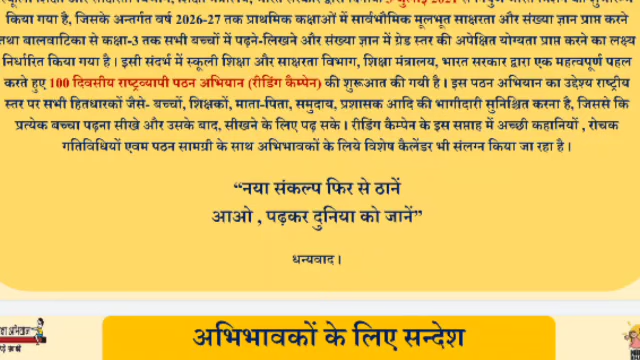 किया गया है, जिसके अन्तर्गत वर्ष 2026-27 तक प्राथमिक कक्षाओं में सार्वभौमिक मूलभूत साक्षरता और संख्या ज्ञान प्राप्त करने
तथा बालवाटिका से कक्षा-3 तक सभी बच्चों में पढ़ने-लिखने और संख्या ज्ञान में ग्रेड स्तर की अपेक्षित योग्यता प्राप्त करने का लक्ष्य
निर्धारित किया गया है । इसी संदर्भ में स्कूली शिक्षा और साक्षरता विभाग, शिक्षा मंत्रालय, भारत सरकार द्वारा एक महत्वपूर्ण पहल
करते हुए 100 दिवसीय राष्ट्रव्यापी पठन अभियान (रीडिंग कैम्पेन) की शुरूआत की गयी है । इस पठन अभियान का उद्देश्य राष्ट्रीय
स्तर पर सभी हितधारकों जैसे- बच्चों, शिक्षकों, माता-पिता, समुदाय, प्रशासक आदि की भागीदारी सुनिश्चित करना है, जिससे कि
प्रत्येक बच्चा पढ़ना सीखे और उसके बाद, सीखने के लिए पढ़ सके । रीडिंग कैम्पेन के इस सप्ताह में अच्छी कहानियों , रोचक
गतिविधियों एवम पठन सामग्री के साथ अभिभावकों के लिये विशेष कैलेंडर भी संलग्न किया जा रहा है ।
“नया संकल्प फिर से ठानें
आओ , पढ़कर दुनिया को जानें”
धन्यवाद ।
अभिभावकों के लिए सन्देश